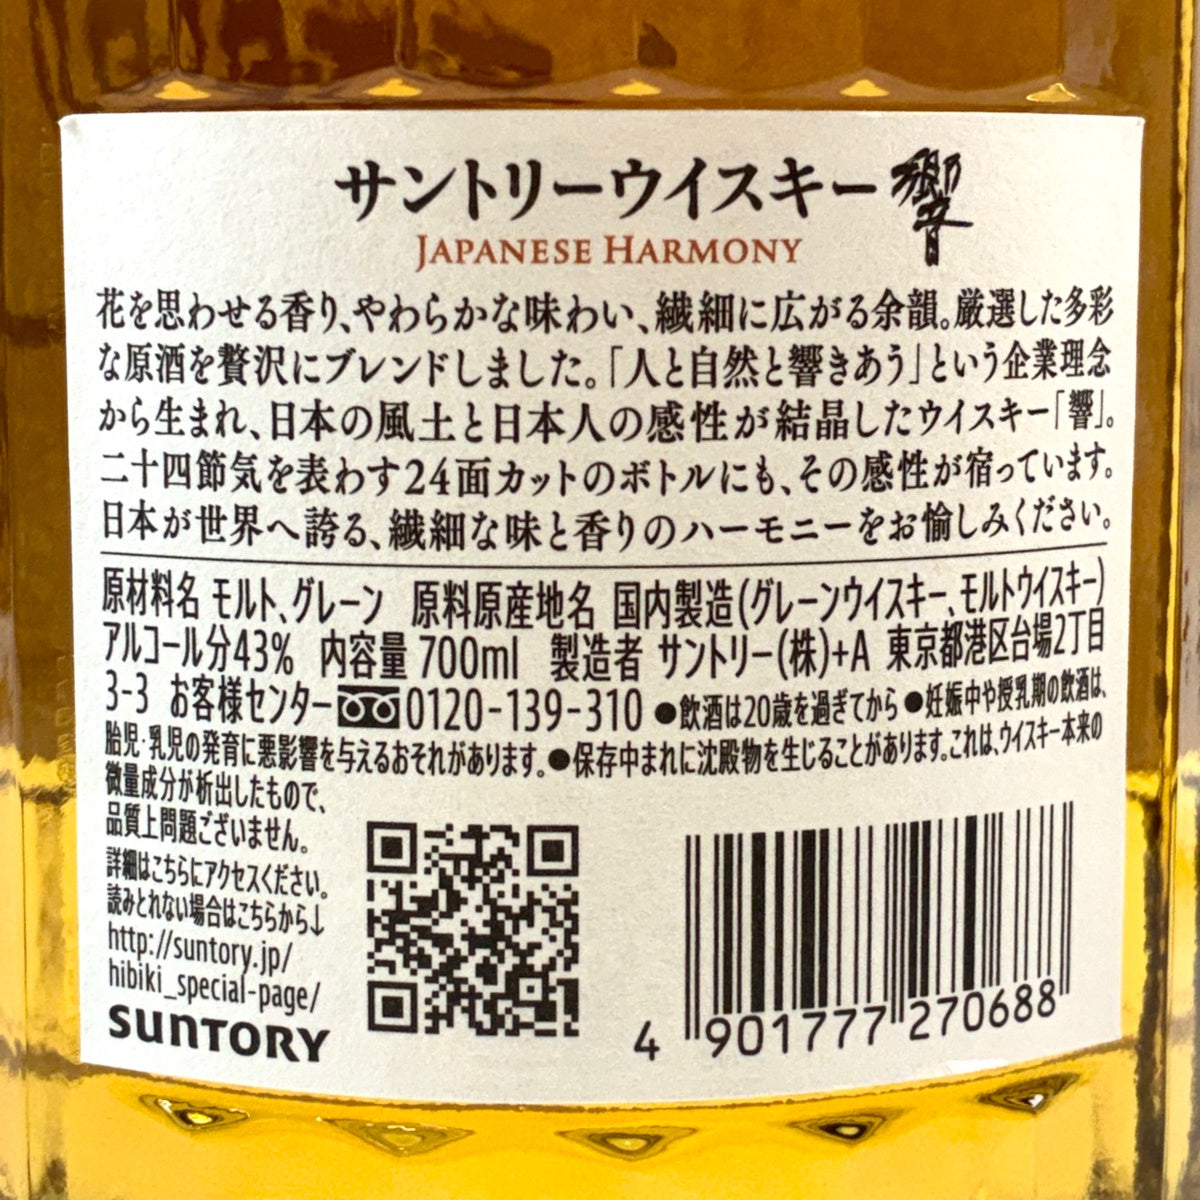 サントリーウイスキー 響
JAPANESE HARMONY
花を思わせる香り、やわらかな味わい、繊細に広がる余韻。厳選した多彩
な原酒を贅沢にブレンドしました。「人と自然と響きあう」という企業理念
から生まれ、日本の風土と日本人の感性が結晶したウイスキー「響」。
二十四節気を表わす24面カットのボトルにも、その感性が宿っています。
日本が世界へ誇る、繊細な味と香りのハーモニーをお愉しみください。
原材料名 モルト、グレーン 原料原産地名 国内製造(グレーンウイスキー、モルトウイスキー)
アルコール分43% 内容量 700ml 製造者 サントリー(株)+A 東京都港区台場2丁目
3-3 お客様センター 0120-139-310 ●飲酒は20歳を過ぎてから ●妊娠中や授乳期の飲酒は、
胎児・乳児の発育に悪影響を与えるおそれがあります。●保存中まれに沈殿物を生じることがあります。これは、ウイスキー本来の
微量成分が析出したもので、
品質上問題ございません。
詳細はこちらにアクセスください。
読みとれない場合はこちらから↓
http://suntory.jp/
hibiki_special-page/
SUNTORY
4 901777 270688